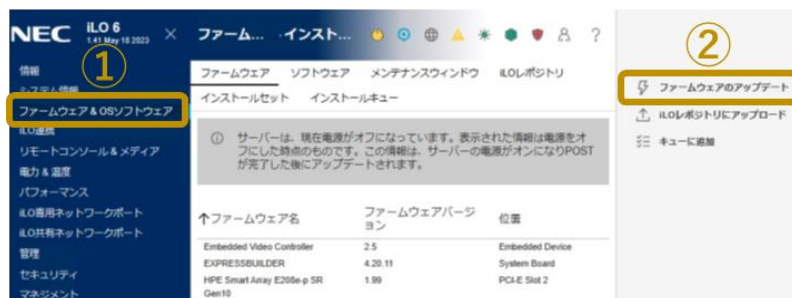 NEC iLO 6
1.41 May 18 2023
×
ファーム... ·インスト...
?
①
②
情報
システム情報
ファームウェア & OSソフトウェア
iLO連携
リモートコンソール & メディア
電力 & 温度
パフォーマンス
iLO専用ネットワークポート
iLO共有ネットワークポート
管理
セキュリティ
マネジメント
ファームウェア ソフトウェア メンテナンスウィンドウ iLOレポジトリ
インストールセット インストールキュー
サーバーは、現在電源がオフになっています。表示された情報は電源をオ
フにした時点のものです。この情報は、サーバーの電源がオンになりPOST
が完了した後にアップデートされます。
↑ファームウェア名 ファームウェアバージ
ョン 位置
Embedded Video Controller 2.5 Embedded Device
EXPRESSBUILDER 4.20.11 System Board
HPE Smart Array E208e-p SR
Gen10 1.99 PCI-E Slot 2
ファームウェアのアップデート
iLOレポジトリにアップロード
キューに追加